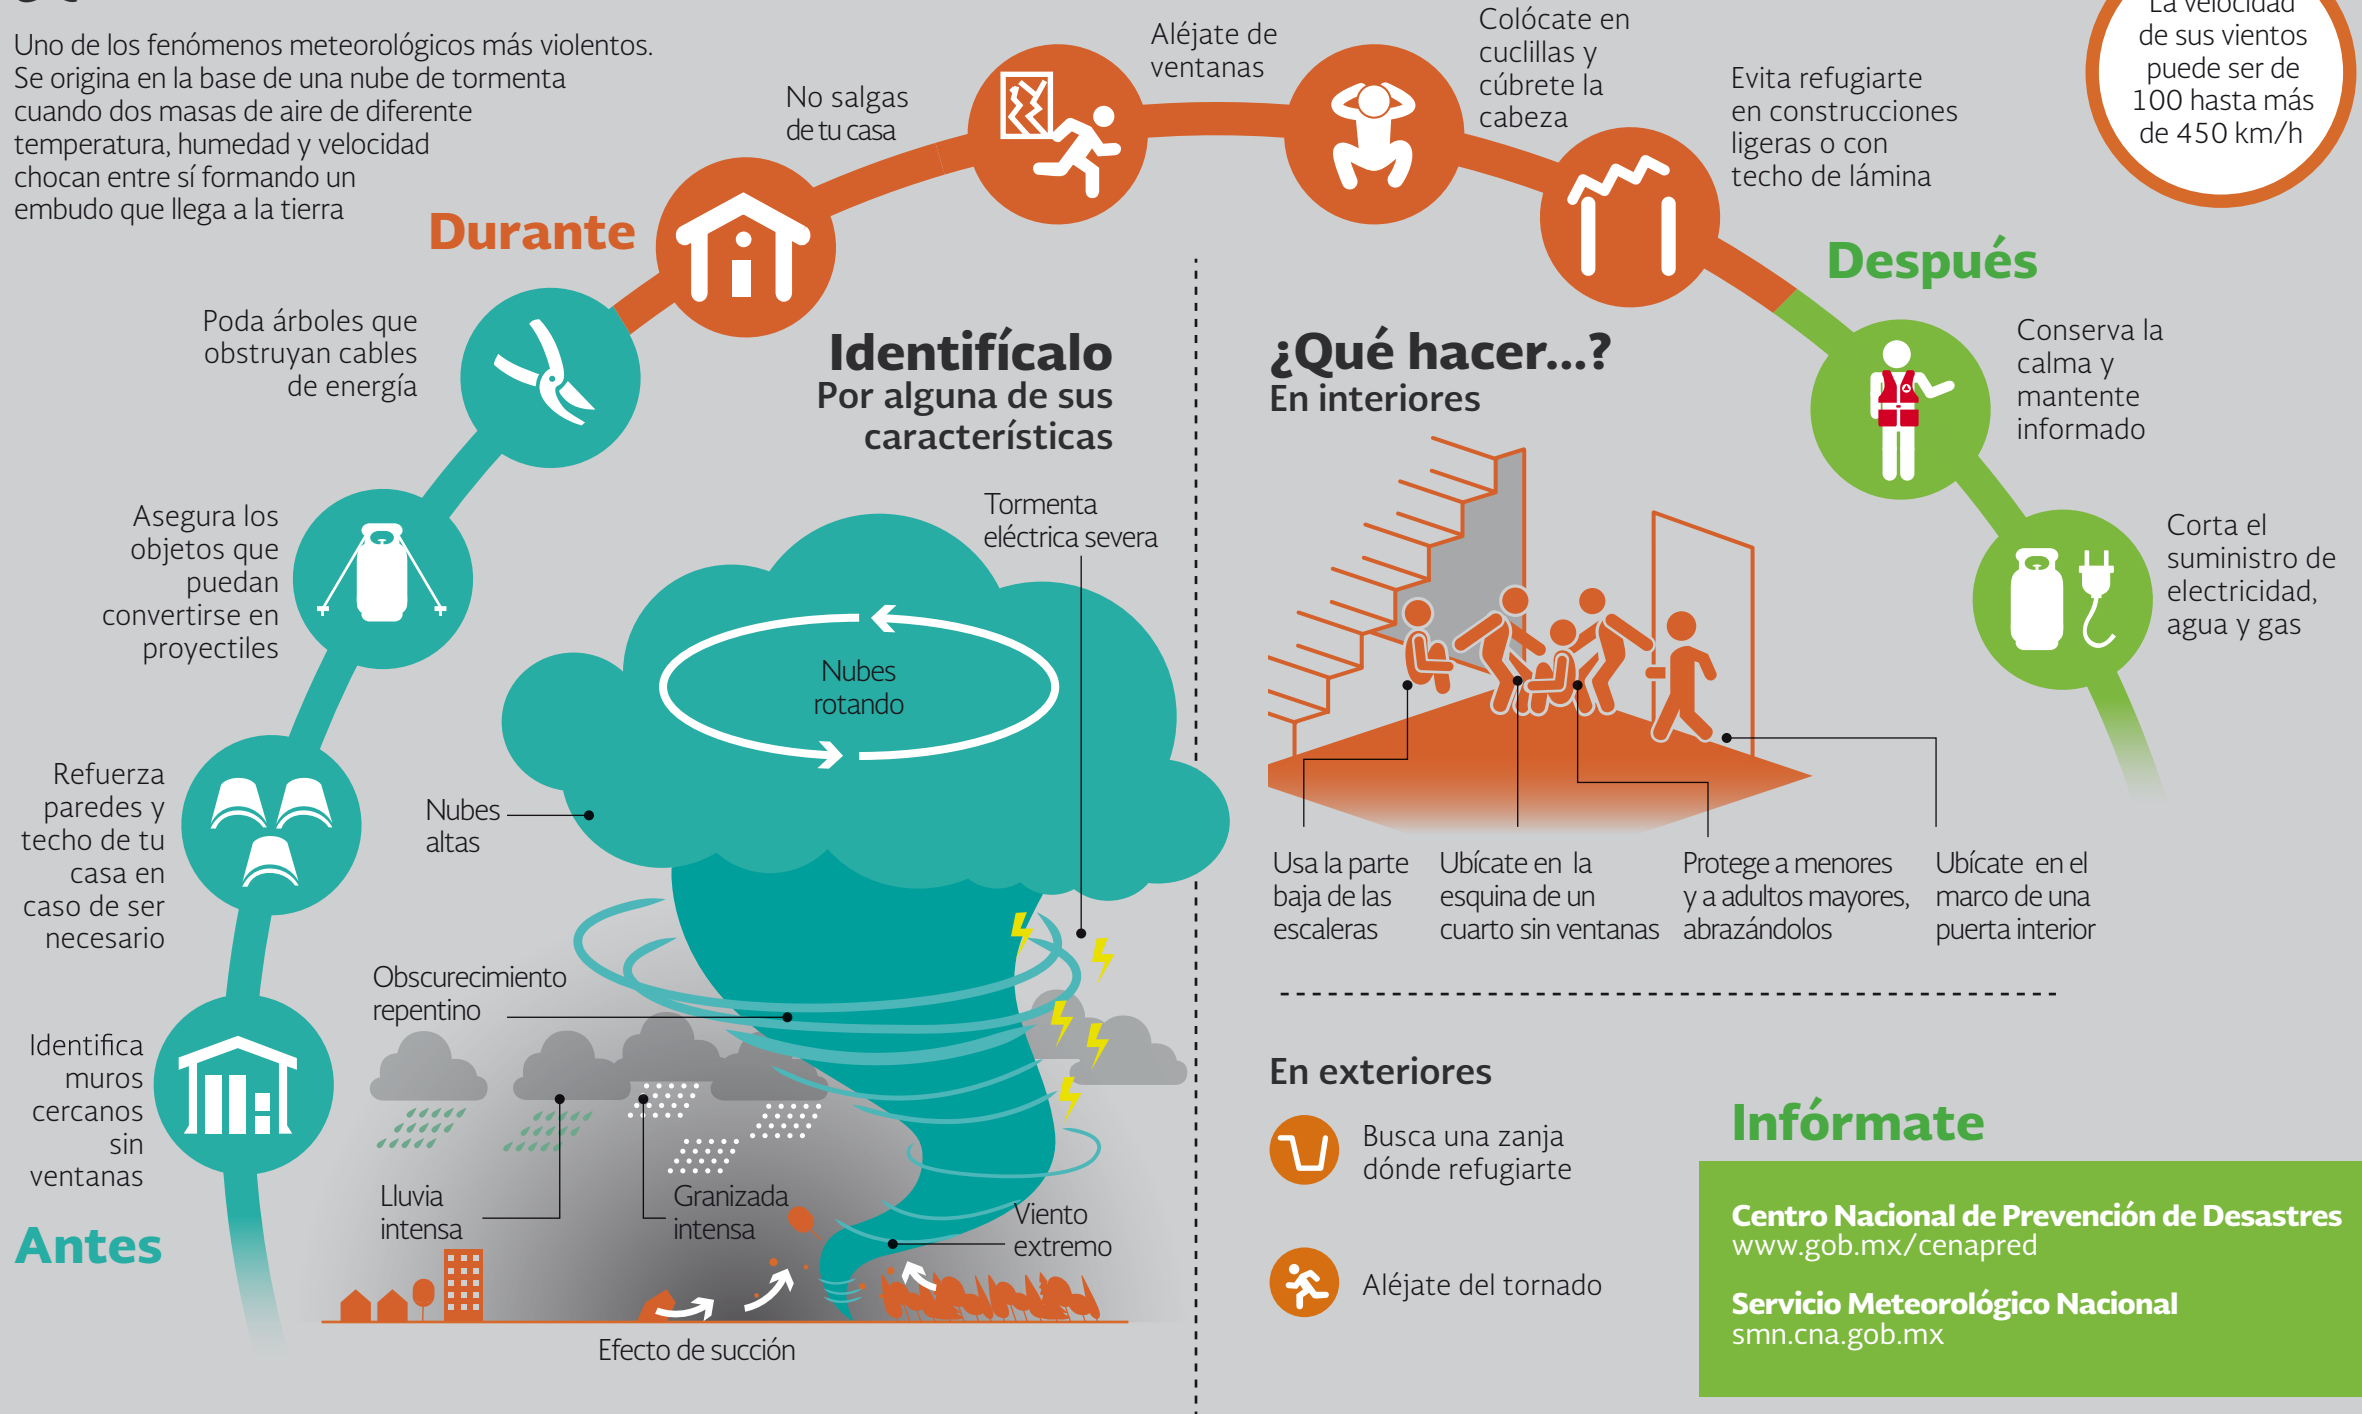 Uno de los fenómenos meteorológicos más violentos.
Se origina en la base de una nube de tormenta
cuando dos masas de aire de diferente
temperatura, humedad y velocidad
chocan entre sí formando un
embudo que llega a la tierra
La velocidad
de sus vientos
puede ser de
100 hasta más
de 450 km/h
Antes
Identifica
muros
cercanos
sin
ventanas
Refuerza
paredes y
techo de tu
casa en
caso de ser
necesario
Asegura los
objetos que
puedan
convertirse en
proyectiles
Poda árboles que
obstruyan cables
de energía
Durante
No salgas
de tu casa
Aléjate de
ventanas
Colócate en
cuclillas y
cúbrete la
cabeza
Evita refugiarte
en construcciones
ligeras o con
techo de lámina
Después
Conserva la
calma y
mantente
informado
Corta el
suministro de
electricidad,
agua y gas
Identifícalo
Por alguna de sus
características
Tormenta
eléctrica severa
Nubes
rotando
Nubes
altas
Obscurecimiento
repentino
Lluvia
intensa
Granizada
intensa
Viento
extremo
Efecto de succión
¿Qué hacer...?
En interiores
Usa la parte
baja de las
escaleras
Ubícate en la
esquina de un
cuarto sin ventanas
Protege a menores
y a adultos mayores,
abrazándolos
Ubícate en el
marco de una
puerta interior
En exteriores
Busca una zanja
dónde refugiarte
Aléjate del tornado
Infórmate
Centro Nacional de Prevención de Desastres
www.gob.mx/cenapred
Servicio Meteorológico Nacional
smn.cna.gob.mx